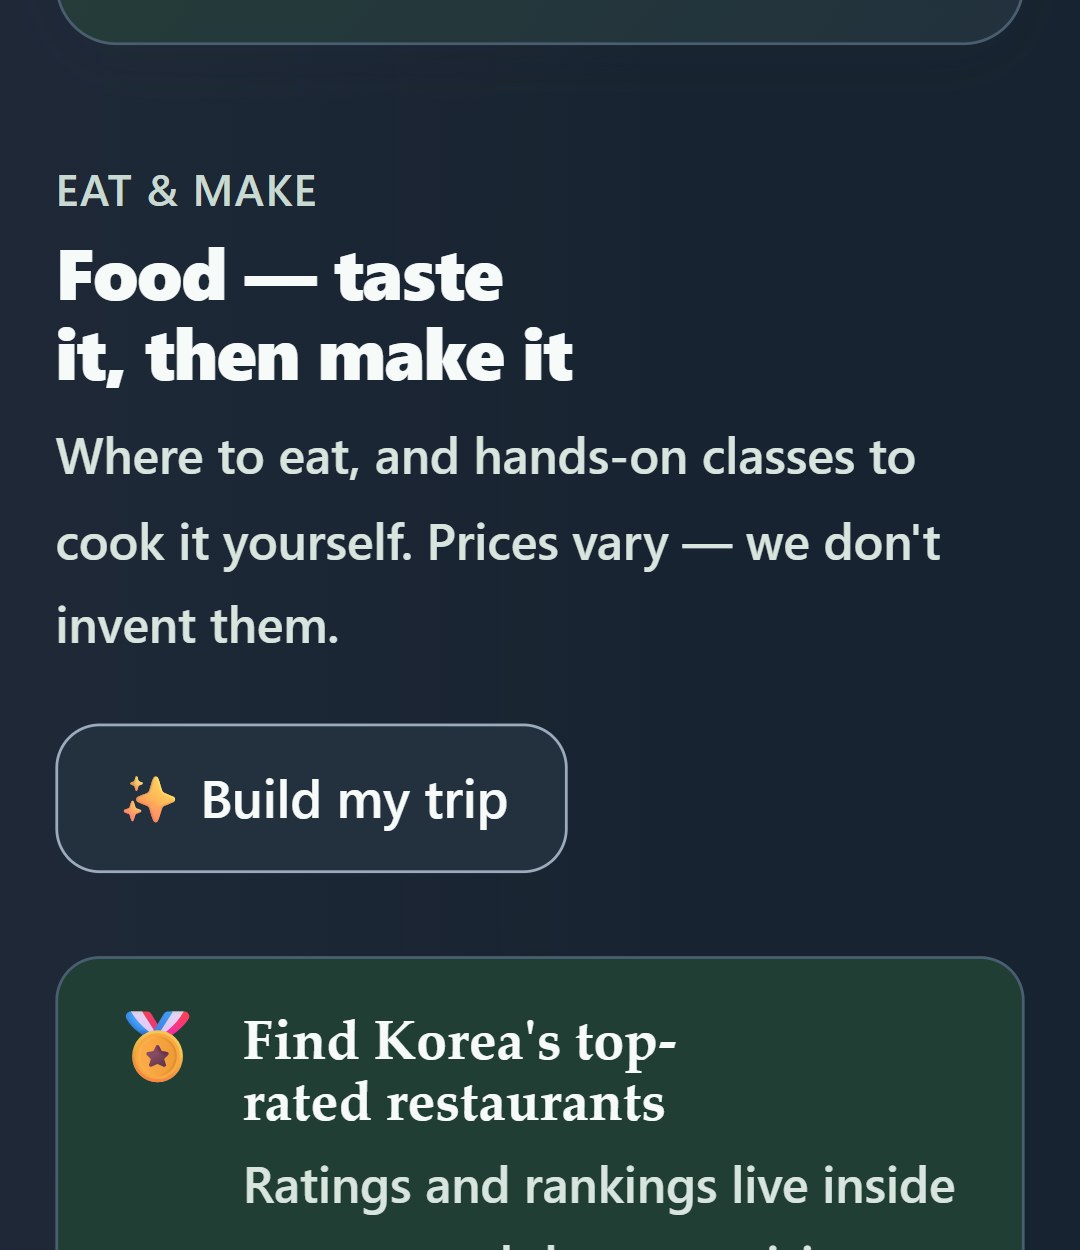 EAT & MAKE
Food — taste
it, then make it
Where to eat, and hands-on classes to
cook it yourself. Prices vary — we don't
invent them.
✨ Build my trip
Find Korea's top-
rated restaurants
Ratings and rankings live inside